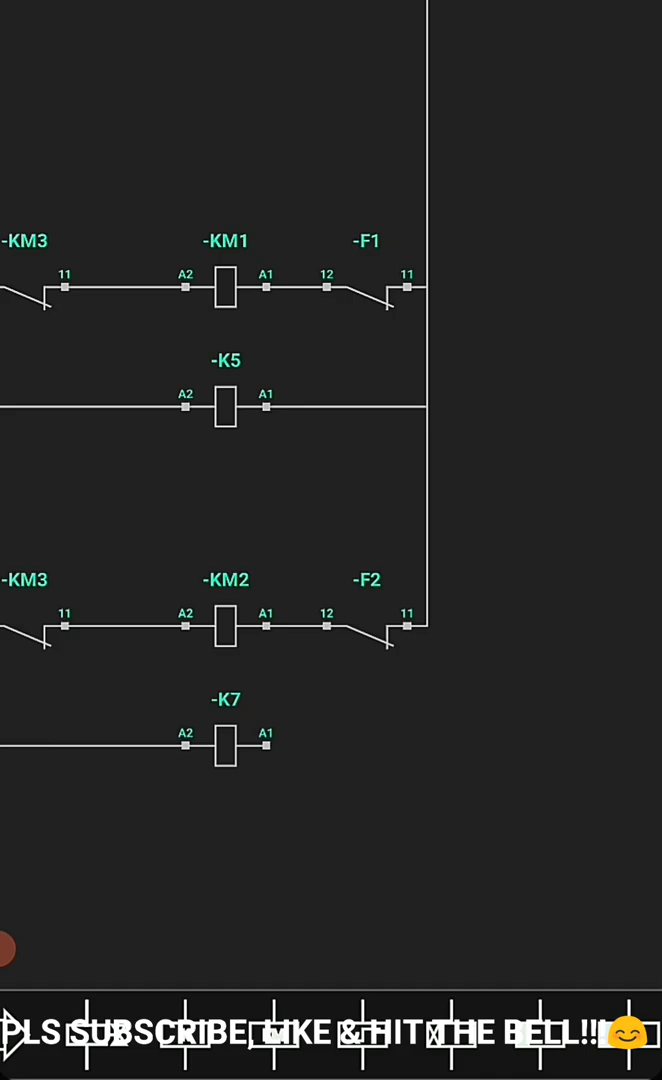 -KM3 -KM1 -F1
11 A2 A1 12 11
-K5
A2 A1
-KM3 -KM2 -F2
11 A2 A1 12 11
-K7
A2 A1
PLS SUBSCRIBE, LIKE & HIT THE BELL!!!😊